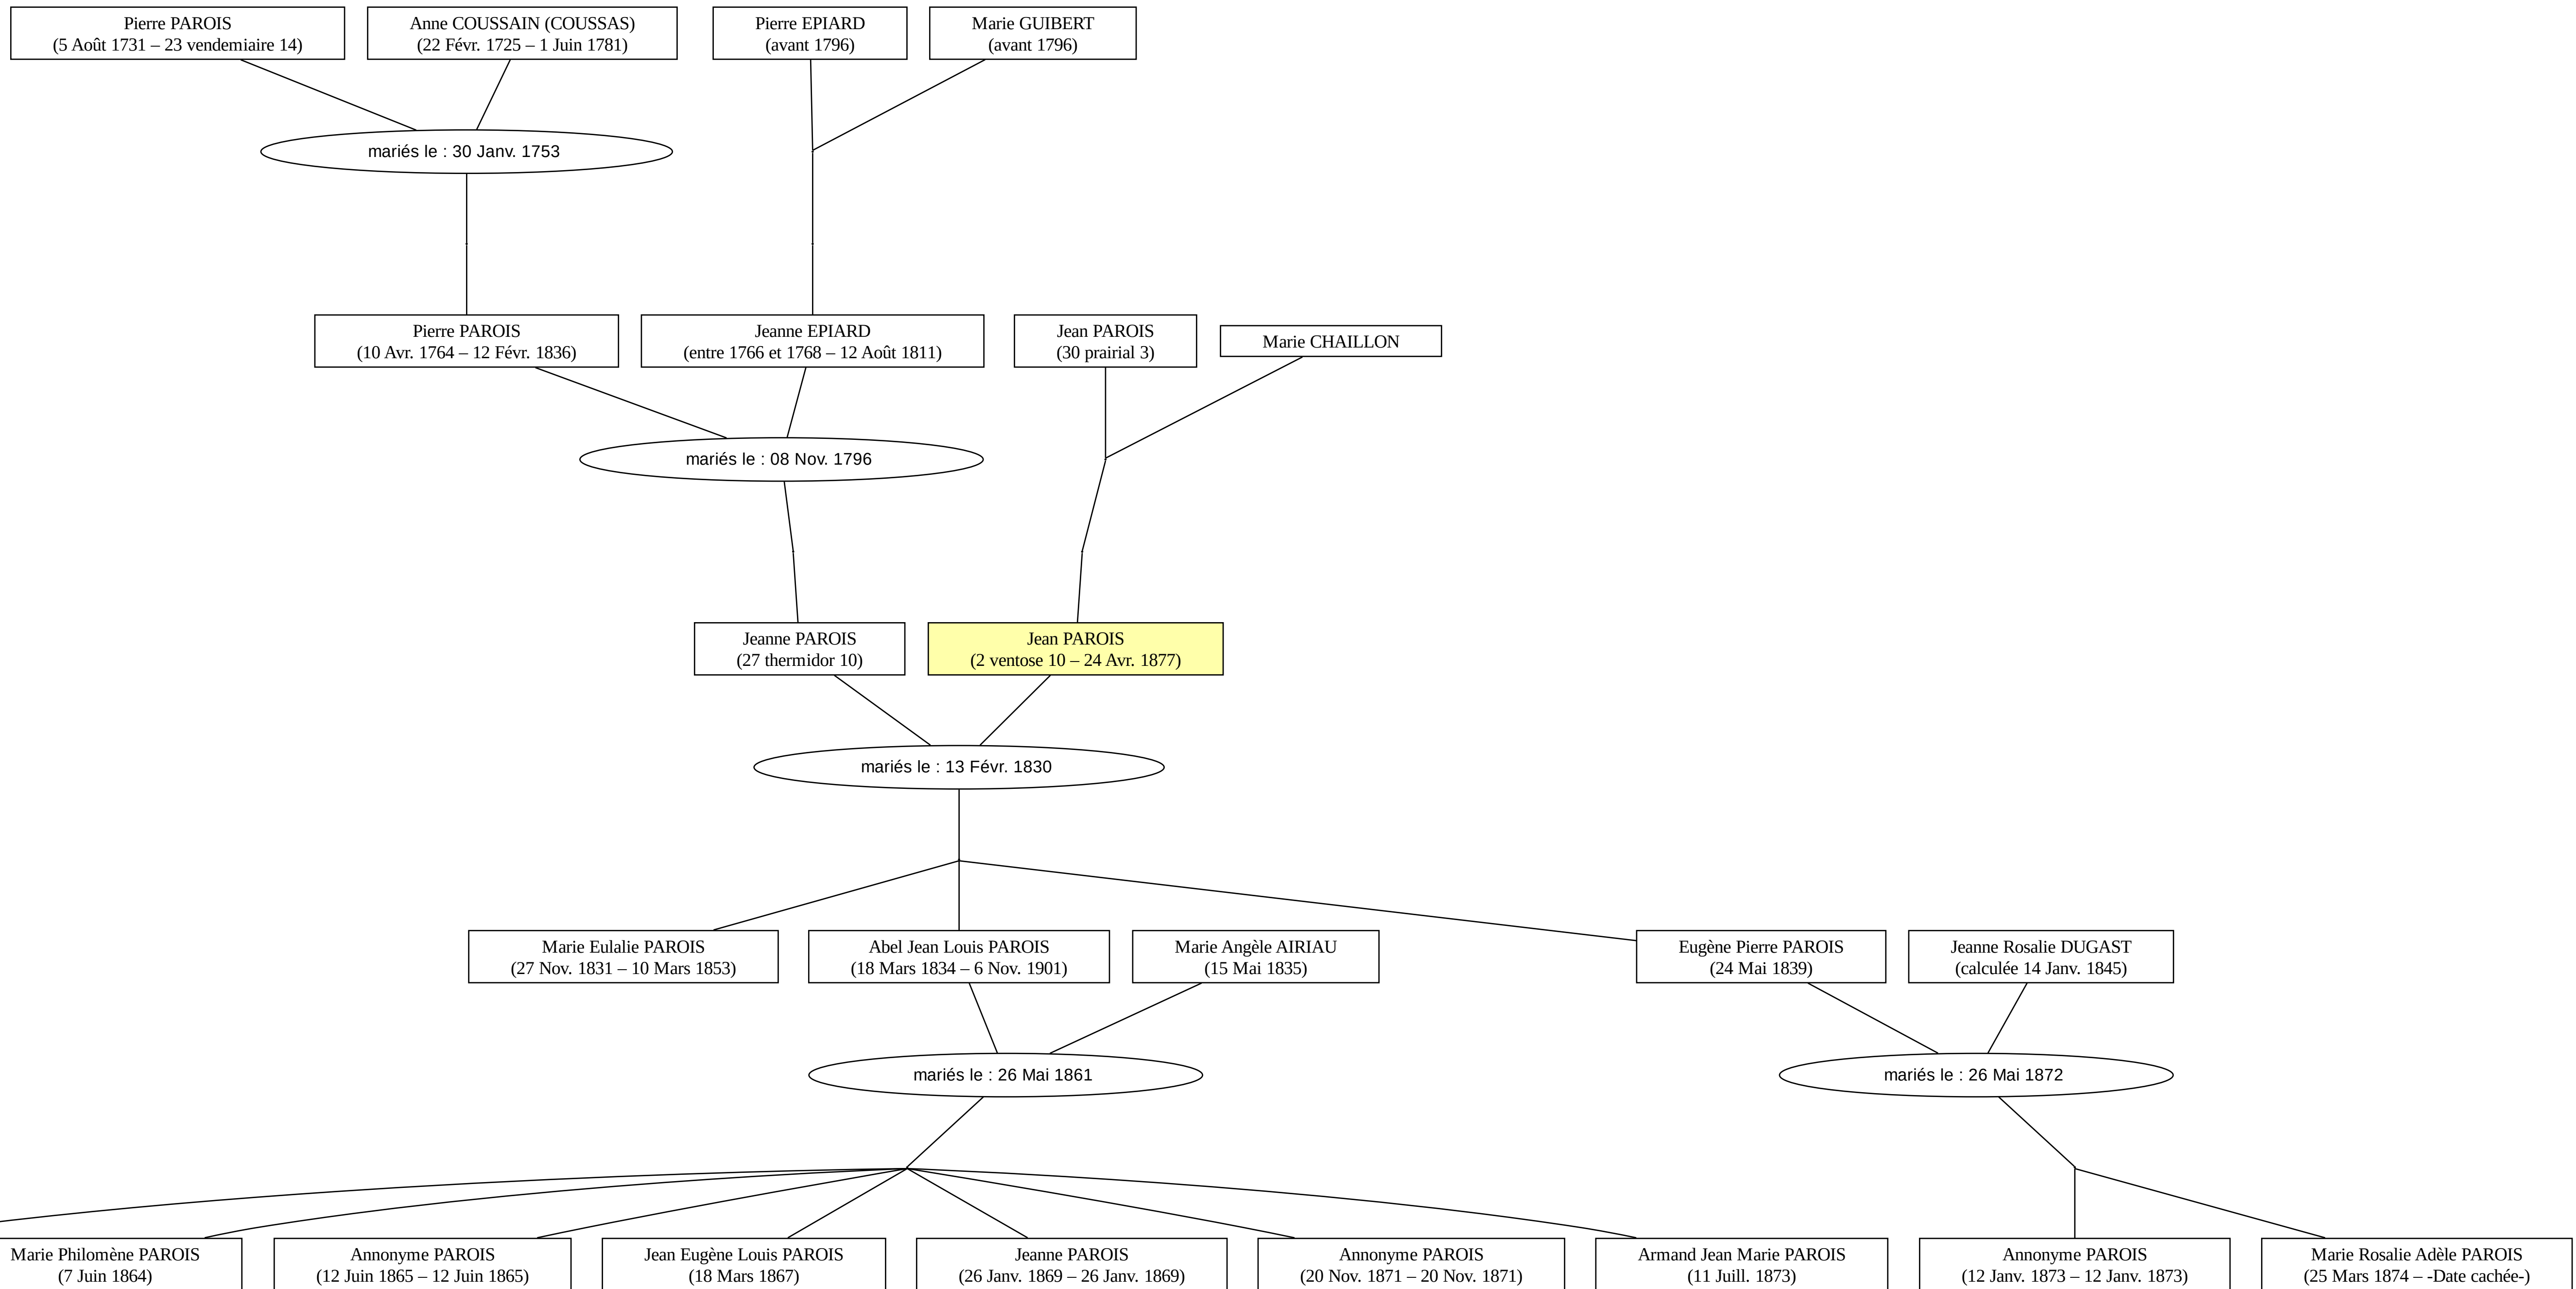 Pierre PAROIS
(5 Août 1731 – 23 vendemiaire 14)
Anne COUSSAIN (COUSSAS)
(22 Févr. 1725 – 1 Juin 1781)
Pierre EPIARD
(avant 1796)
Marie GUIBERT
(avant 1796)
mariés le : 30 Janv. 1753
Pierre PAROIS
(10 Avr. 1764 – 12 Févr. 1836)
Jeanne EPIARD
(entre 1766 et 1768 – 12 Août 1811)
Jean PAROIS
(30 prairial 3)
Marie CHAILLON
mariés le : 08 Nov. 1796
Jeanne PAROIS
(27 thermidor 10)
Jean PAROIS
(2 ventose 10 – 24 Avr. 1877)
mariés le : 13 Févr. 1830
Marie Eulalie PAROIS
(27 Nov. 1831 – 10 Mars 1853)
Abel Jean Louis PAROIS
(18 Mars 1834 – 6 Nov. 1901)
Marie Angèle AIRIAU
(15 Mai 1835)
Eugène Pierre PAROIS
(24 Mai 1839)
Jeanne Rosalie DUGAST
(calculée 14 Janv. 1845)
mariés le : 26 Mai 1861
mariés le : 26 Mai 1872
Marie Philomène PAROIS
(7 Juin 1864)
Annonyme PAROIS
(12 Juin 1865 – 12 Juin 1865)
Jean Eugène Louis PAROIS
(18 Mars 1867)
Jeanne PAROIS
(26 Janv. 1869 – 26 Janv. 1869)
Annonyme PAROIS
(20 Nov. 1871 – 20 Nov. 1871)
Armand Jean Marie PAROIS
(11 Juill. 1873)
Annonyme PAROIS
(12 Janv. 1873 – 12 Janv. 1873)
Marie Rosalie Adèle PAROIS
(25 Mars 1874 – -Date cachée-)